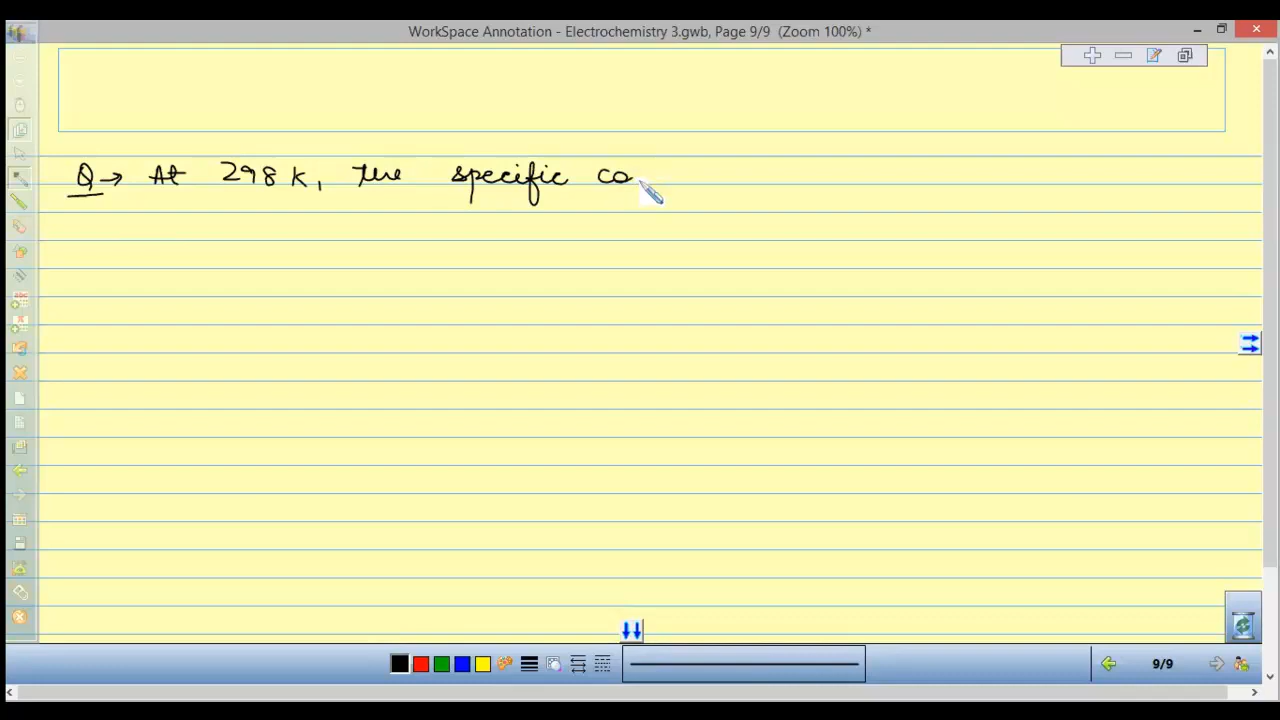 WorkSpace Annotation - Electrochemistry 3.gwb, Page 9/9 (Zoom 100%) *
Q → At 298 K, the specific co
9/9